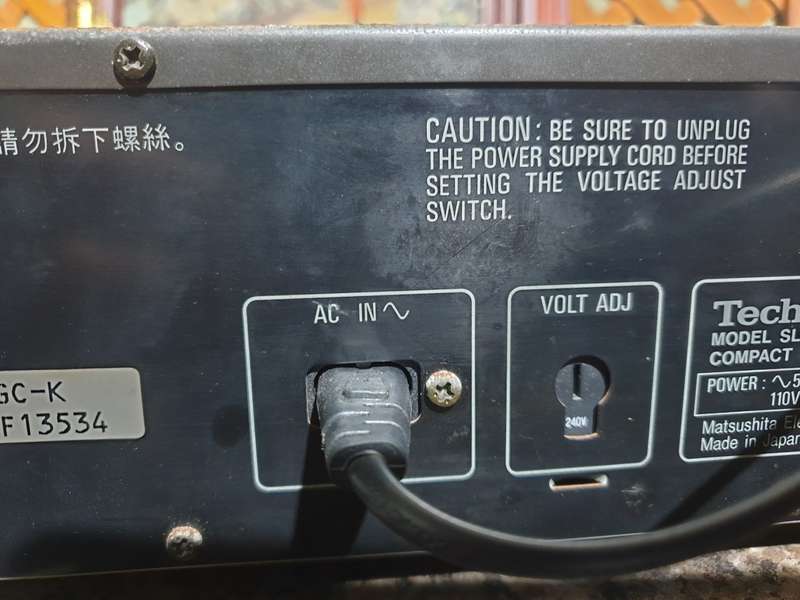 請勿拆下螺絲。
CAUTION: BE SURE TO UNPLUG
THE POWER SUPPLY CORD BEFORE
SETTING THE VOLTAGE ADJUST
SWITCH.
AC IN ∿
VOLT ADJ
240V
GC-K
F13534
Tech
MODEL SL
COMPACT
POWER: ∿5
110V
Matsushita Ele
Made in Japan